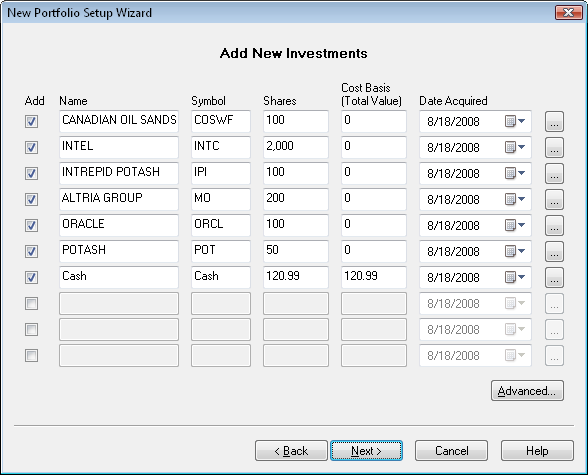 New Portfolio Setup Wizard
Add New Investments
Add Name Symbol Shares Cost Basis (Total Value) Date Acquired
CANADIAN OIL SANDS COSWF 100 0 8/18/2008 ...
INTEL INTC 2,000 0 8/18/2008 ...
INTREPID POTASH IPI 100 0 8/18/2008 ...
ALTRIA GROUP MO 200 0 8/18/2008 ...
ORACLE ORCL 100 0 8/18/2008 ...
POTASH POT 50 0 8/18/2008 ...
Cash Cash 120.99 120.99 8/18/2008 ...
8/18/2008 ...
8/18/2008 ...
8/18/2008 ...
Advanced...
< Back Next > Cancel Help